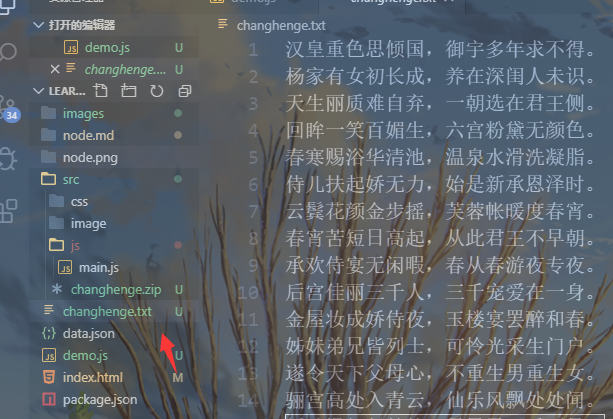 changhenge.txt
打开的编辑器
demo.js U
changhenge.... U
LEAR...
images
node.md
node.png
src
css
image
js
main.js
changhenge.zip U
changhenge.txt U
data.json
demo.js U
index.html M
package.json
34
1 汉皇重色思倾国，御宇多年求不得。
2 杨家有女初长成，养在深闺人未识。
3 天生丽质难自弃，一朝选在君王侧。
4 回眸一笑百媚生，六宫粉黛无颜色。
5 春寒赐浴华清池，温泉水滑洗凝脂。
6 侍儿扶起娇无力，始是新承恩泽时。
7 云鬓花颜金步摇，芙蓉帐暖度春宵。
8 春宵苦短日高起，从此君王不早朝。
9 承欢侍宴无闲暇，春从春游夜专夜。
10 后宫佳丽三千人，三千宠爱在一身。
11 金屋妆成娇侍夜，玉楼宴罢醉和春。
12 姊妹弟兄皆列士，可怜光采生门户。
13 遂令天下父母心，不重生男重生女。
14 骊宫高处入青云，仙乐风飘处处闻。